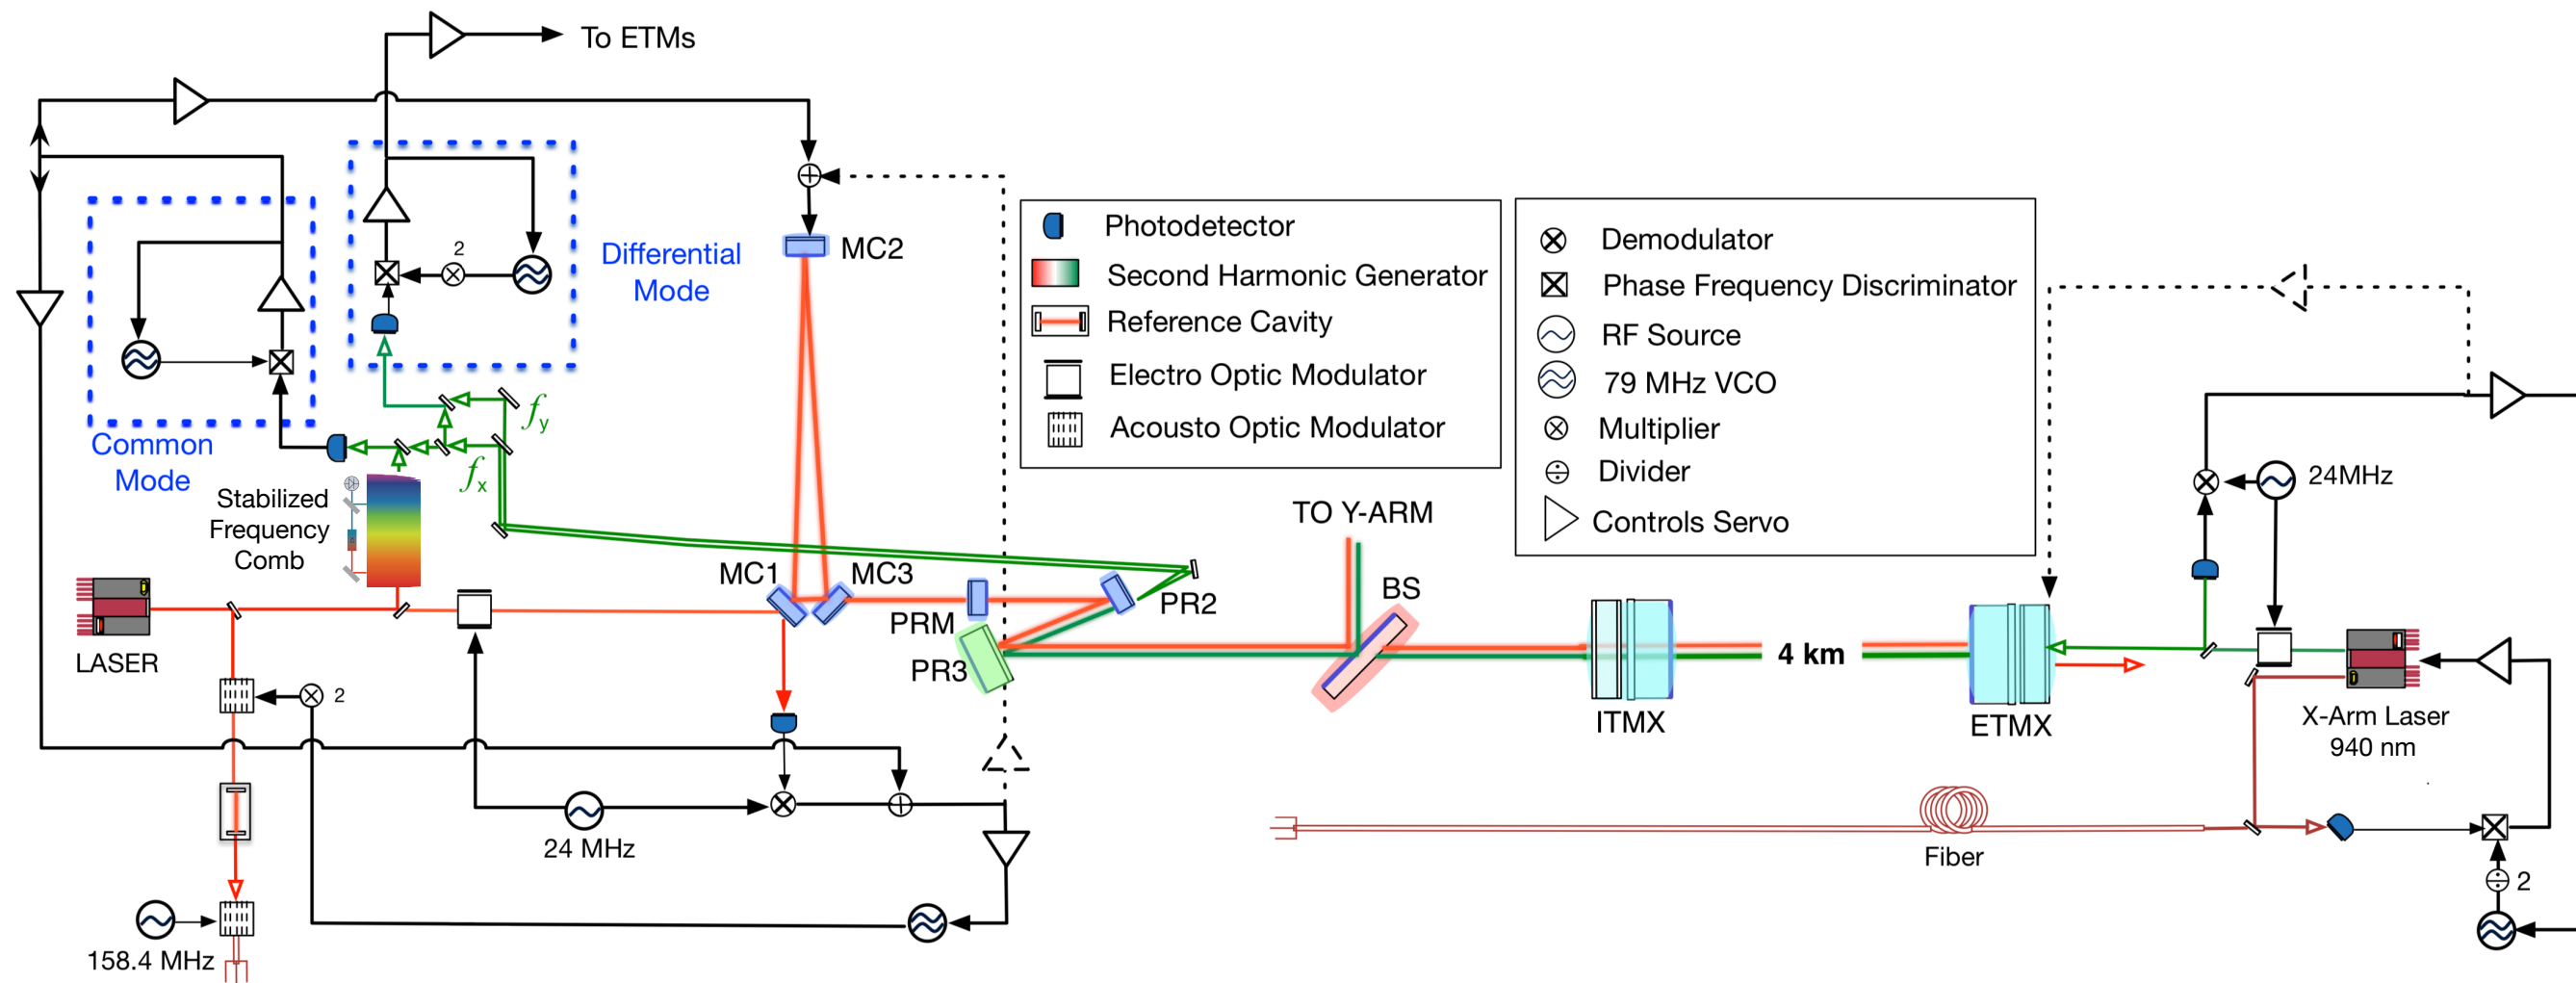 To ETMs
2
Differential
Mode
MC2
Common
Mode
f_y
f_x
Stabilized
Frequency
Comb
Photodetector
Second Harmonic Generator
Reference Cavity
Electro Optic Modulator
Acousto Optic Modulator
Demodulator
Phase Frequency Discriminator
RF Source
79 MHz VCO
Multiplier
Divider
Controls Servo
24MHz
TO Y-ARM
MC1
MC3
PRM
PR2
BS
LASER
PR3
4 km
ITMX
ETMX
2
X-Arm Laser
940 nm
24 MHz
Fiber
2
158.4 MHz